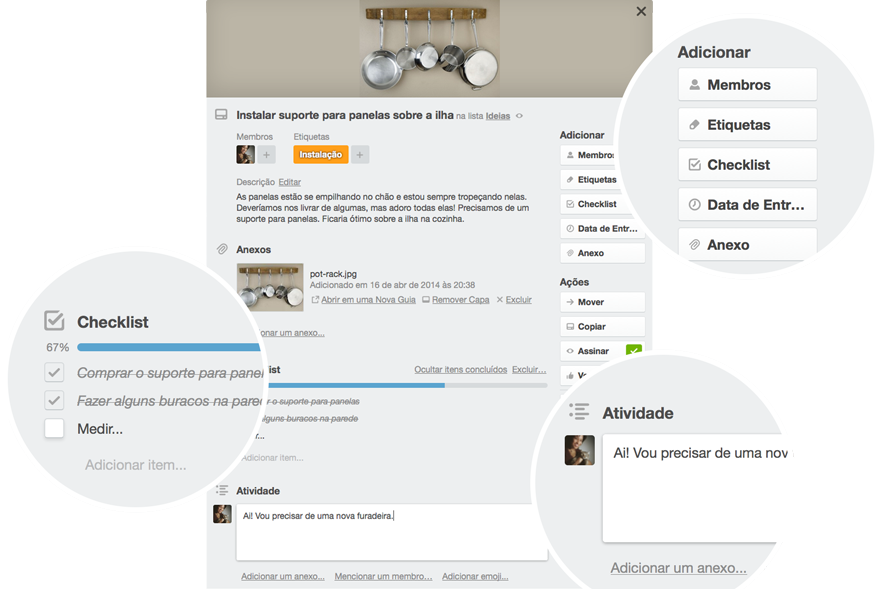 Instalar suporte para panelas sobre a ilha na lista Ideias
Membros Etiquetas
+ Instalação +
Descrição Editar
As panelas estão se empilhando no chão e estou sempre tropeçando nelas.
Deveríamos nos livrar de algumas, mas adoro todas elas! Precisamos de um
suporte para panelas. Ficaria ótimo sobre a ilha na cozinha.
Anexos
pot-rack.jpg
Adicionado em 16 de abr de 2014 às 20:38
Abrir em uma Nova Guia Remover Capa Excluir
onar um anexo...
ist Ocultar itens concluídos Excluir...
r o suporte para panelas
lguns buracos na parede
r...
Adicionar item...
Atividade
Ai! Vou precisar de uma nova furadeira.
Adicionar um anexo... Mencionar um membro... Adicionar emoji...
Adicionar
Membros
Etiquetas
Checklist
Data de Entr...
Anexo
Ações
Mover
Copiar
Assinar
Adicionar
Membros
Etiquetas
Checklist
Data de Entr...
Anexo
Checklist
67%
Comprar o suporte para panel
Fazer alguns buracos na pared
Medir...
Adicionar item...
Atividade
Ai! Vou precisar de uma nov
Adicionar um anexo...